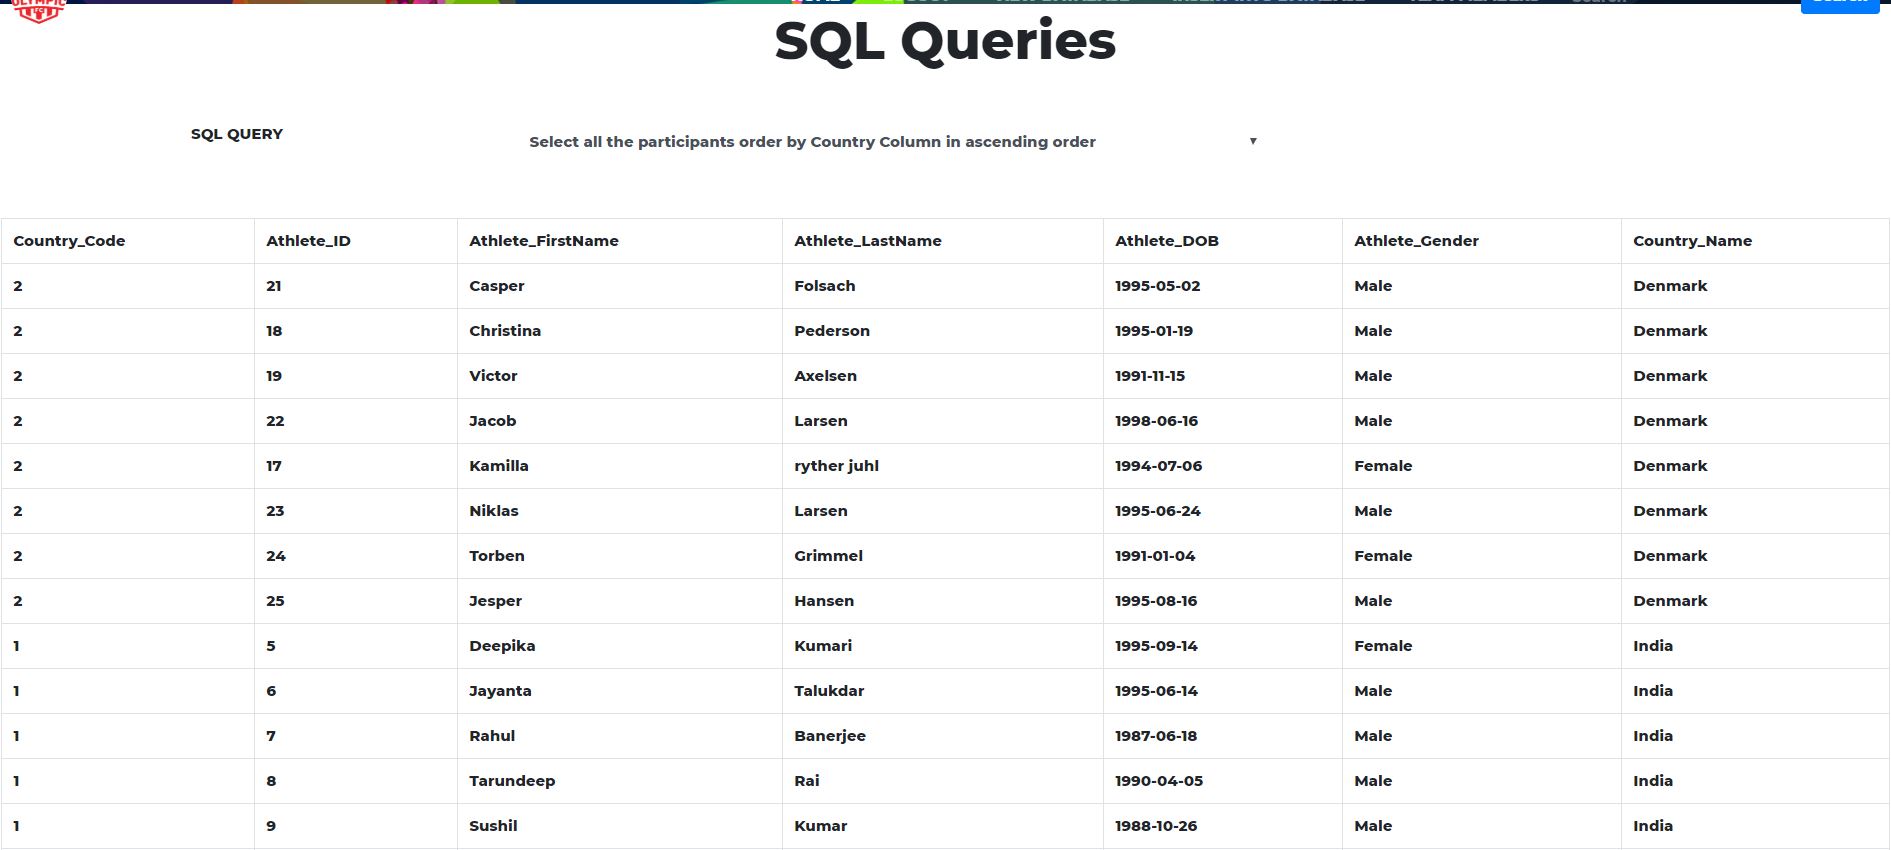 OLYMPIC
SQL Queries
SQL QUERY
Select all the participants order by Country Column in ascending order ▼
Country_Code Athlete_ID Athlete_FirstName Athlete_LastName Athlete_DOB Athlete_Gender Country_Name
2 21 Casper Folsach 1995-05-02 Male Denmark
2 18 Christina Pederson 1995-01-19 Male Denmark
2 19 Victor Axelsen 1991-11-15 Male Denmark
2 22 Jacob Larsen 1998-06-16 Male Denmark
2 17 Kamilla ryther juhl 1994-07-06 Female Denmark
2 23 Niklas Larsen 1995-06-24 Male Denmark
2 24 Torben Grimmel 1991-01-04 Female Denmark
2 25 Jesper Hansen 1995-08-16 Male Denmark
1 5 Deepika Kumari 1995-09-14 Female India
1 6 Jayanta Talukdar 1995-06-14 Male India
1 7 Rahul Banerjee 1987-06-18 Male India
1 8 Tarundeep Rai 1990-04-05 Male India
1 9 Sushil Kumar 1988-10-26 Male India